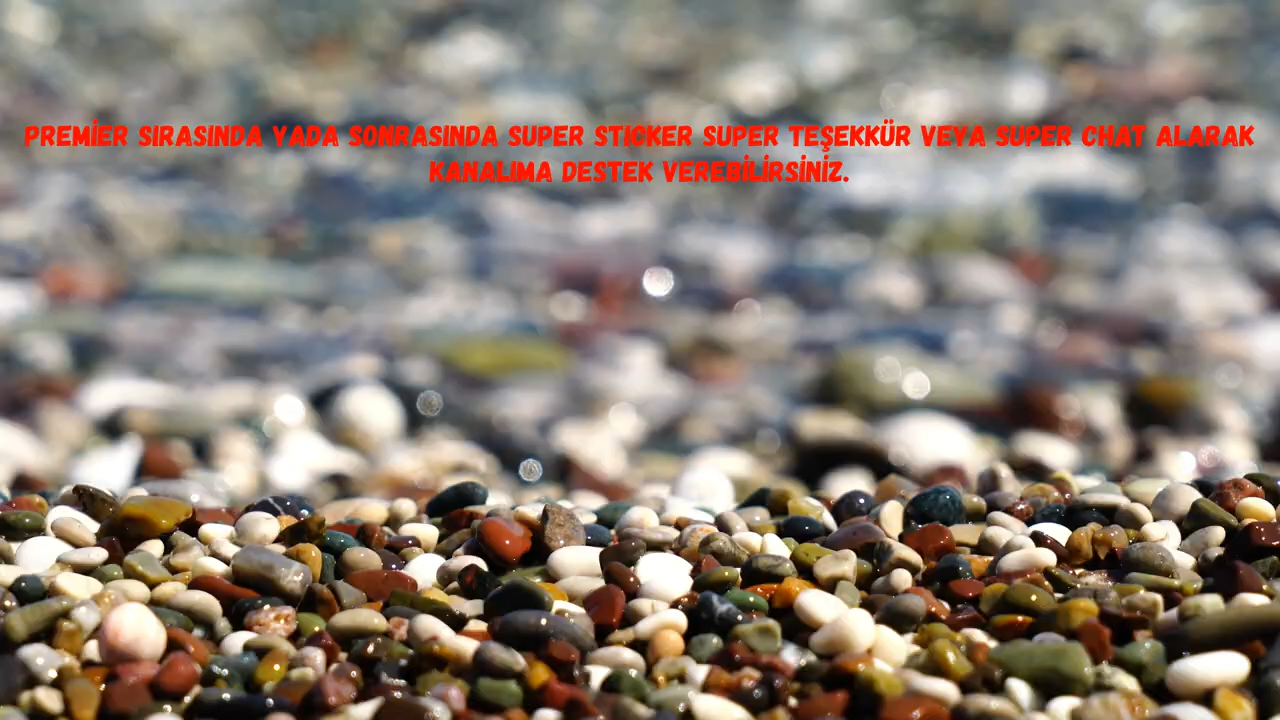 PREMİER SIRASINDA YADA SONRASINDA SUPER STICKER SUPER TEŞEKKÜR VEYA SUPER CHAT ALARAK
KANALIMA DESTEK VEREBİLİRSİNİZ.